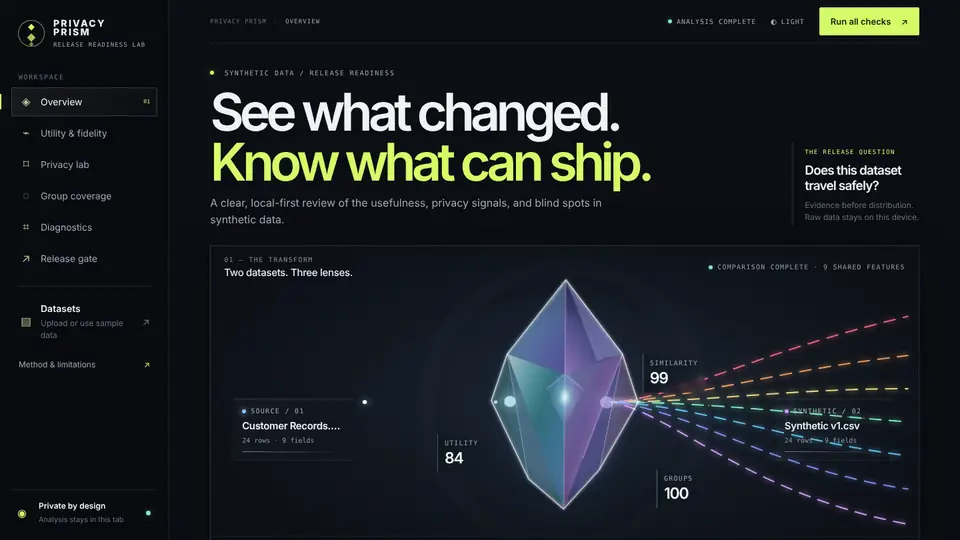 PRIVACY
PRISM
RELEASE READINESS LAB
WORKSPACE
Overview 01
Utility & fidelity
Privacy lab
Group coverage
Diagnostics
Release gate
Datasets
Upload or use sample
data
Method & limitations
Private by design
Analysis stays in this tab
PRIVACY PRISM OVERVIEW
ANALYSIS COMPLETE
LIGHT
Run all checks
SYNTHETIC DATA / RELEASE READINESS
See what changed.
Know what can ship.
A clear, local-first review of the usefulness, privacy signals, and blind spots in
synthetic data.
THE RELEASE QUESTION
Does this dataset
travel safely?
Evidence before distribution.
Raw data stays on this device.
01 — THE TRANSFORM
Two datasets. Three lenses.
COMPARISON COMPLETE · 9 SHARED FEATURES
SIMILARITY
99
SOURCE / 01
Customer Records....
24 rows · 9 fields
UTILITY
84
SYNTHETIC / 02
Synthetic v1.csv
24 rows · 9 fields
GROUPS
100